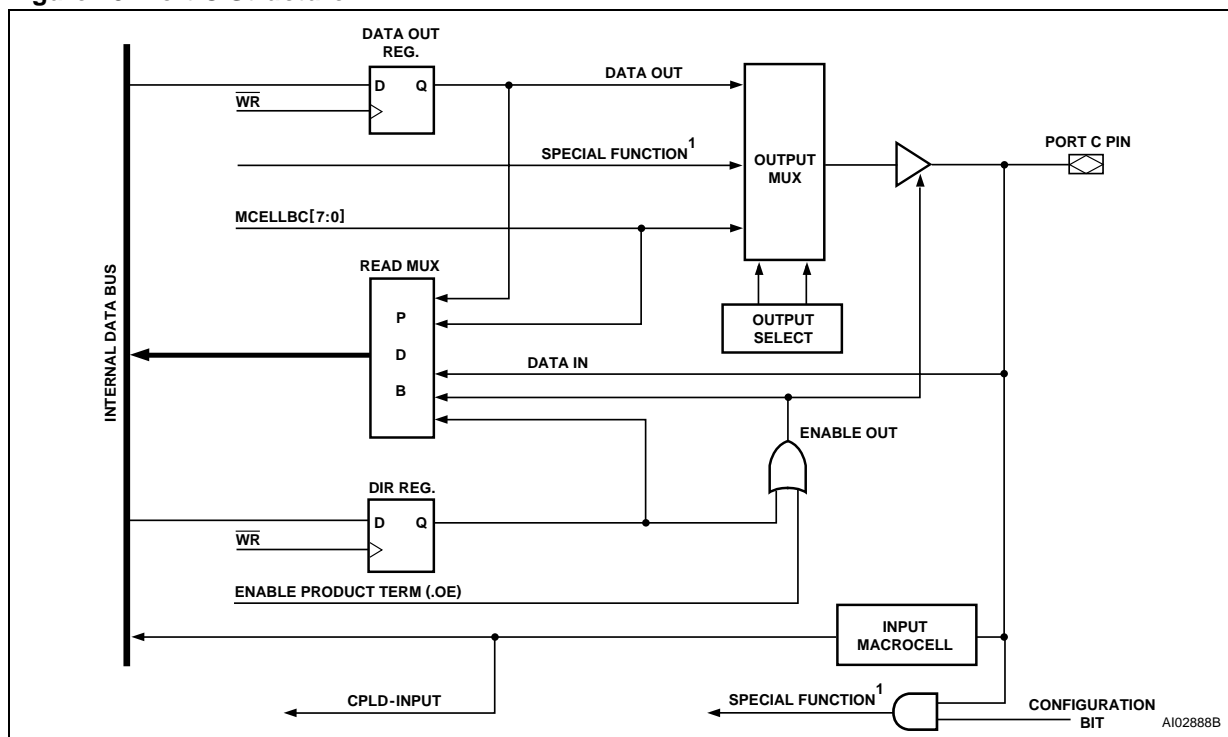 DATA OUT
REG.
D Q
WR
DATA OUT
SPECIAL FUNCTION1
OUTPUT
MUX
PORT C PIN
MCELLBC[7:0]
READ MUX
P
D
B
OUTPUT
SELECT
INTERNAL DATA BUS
DATA IN
ENABLE OUT
DIR REG.
D Q
WR
ENABLE PRODUCT TERM (.OE)
INPUT
MACROCELL
CPLD-INPUT
SPECIAL FUNCTION1
CONFIGURATION
BIT
AI02888B